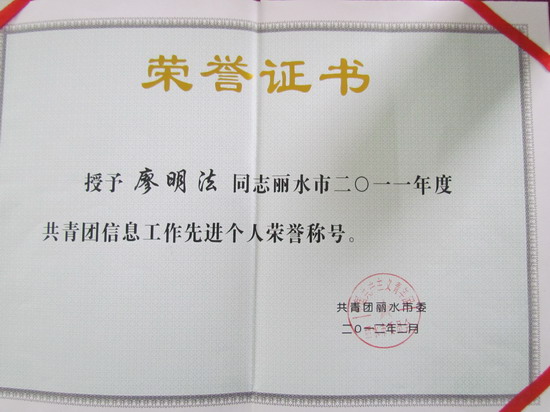 荣誉证书
授予 廖明法 同志丽水市二〇一一年度
共青团信息工作先进个人荣誉称号。
共青团丽水市委
二〇一二年二月